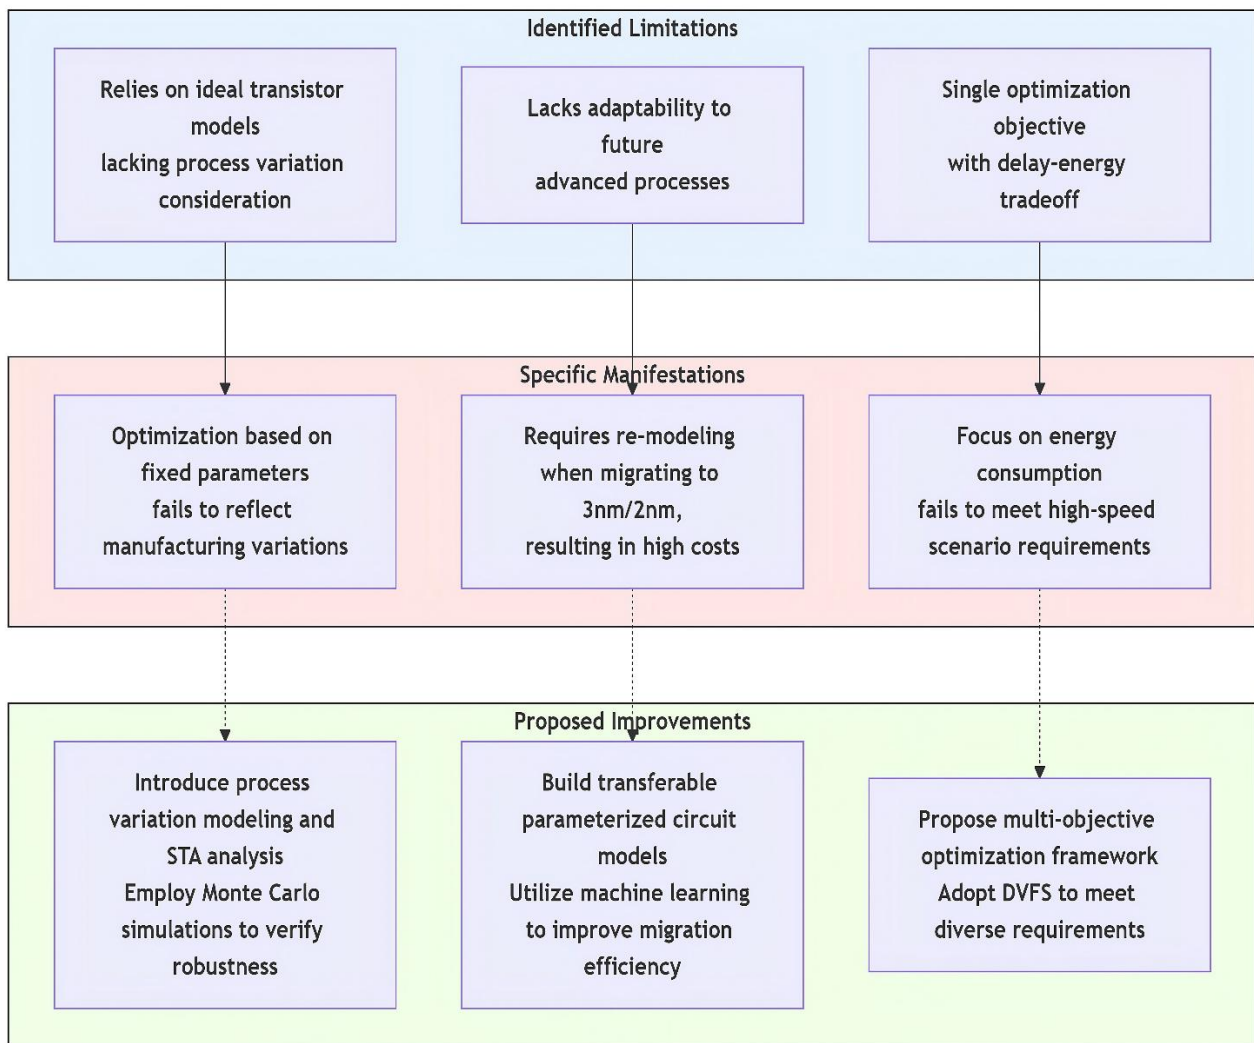 Identified Limitations
Relies on ideal transistor
models
lacking process variation
consideration
Lacks adaptability to
future
advanced processes
Single optimization
objective
with delay-energy
tradeoff
Specific Manifestations
Optimization based on
fixed parameters
fails to reflect
manufacturing variations
Requires re-modeling
when migrating to
3nm/2nm,
resulting in high costs
Focus on energy
consumption
fails to meet high-speed
scenario requirements
Proposed Improvements
Introduce process
variation modeling and
STA analysis
Employ Monte Carlo
simulations to verify
robustness
Build transferable
parameterized circuit
models
Utilize machine learning
to improve migration
efficiency
Propose multi-objective
optimization framework
Adopt DVFS to meet
diverse requirements